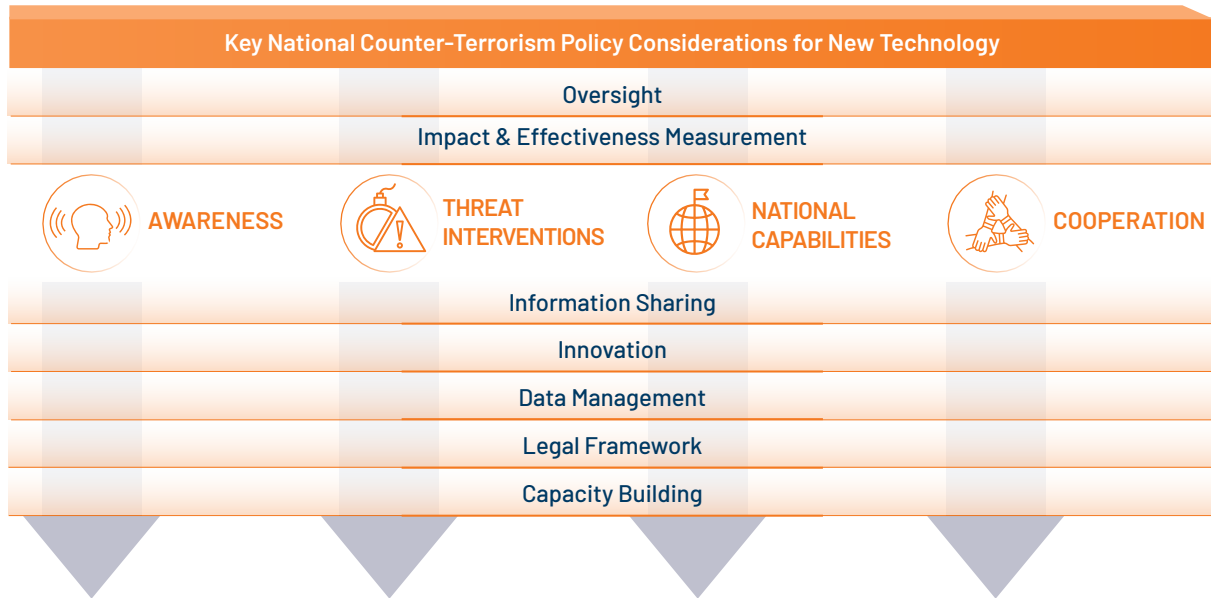 Key National Counter-Terrorism Policy Considerations for New Technology
Oversight
Impact & Effectiveness Measurement
AWARENESS
THREAT
INTERVENTIONS
NATIONAL
CAPABILITIES
COOPERATION
Information Sharing
Innovation
Data Management
Legal Framework
Capacity Building